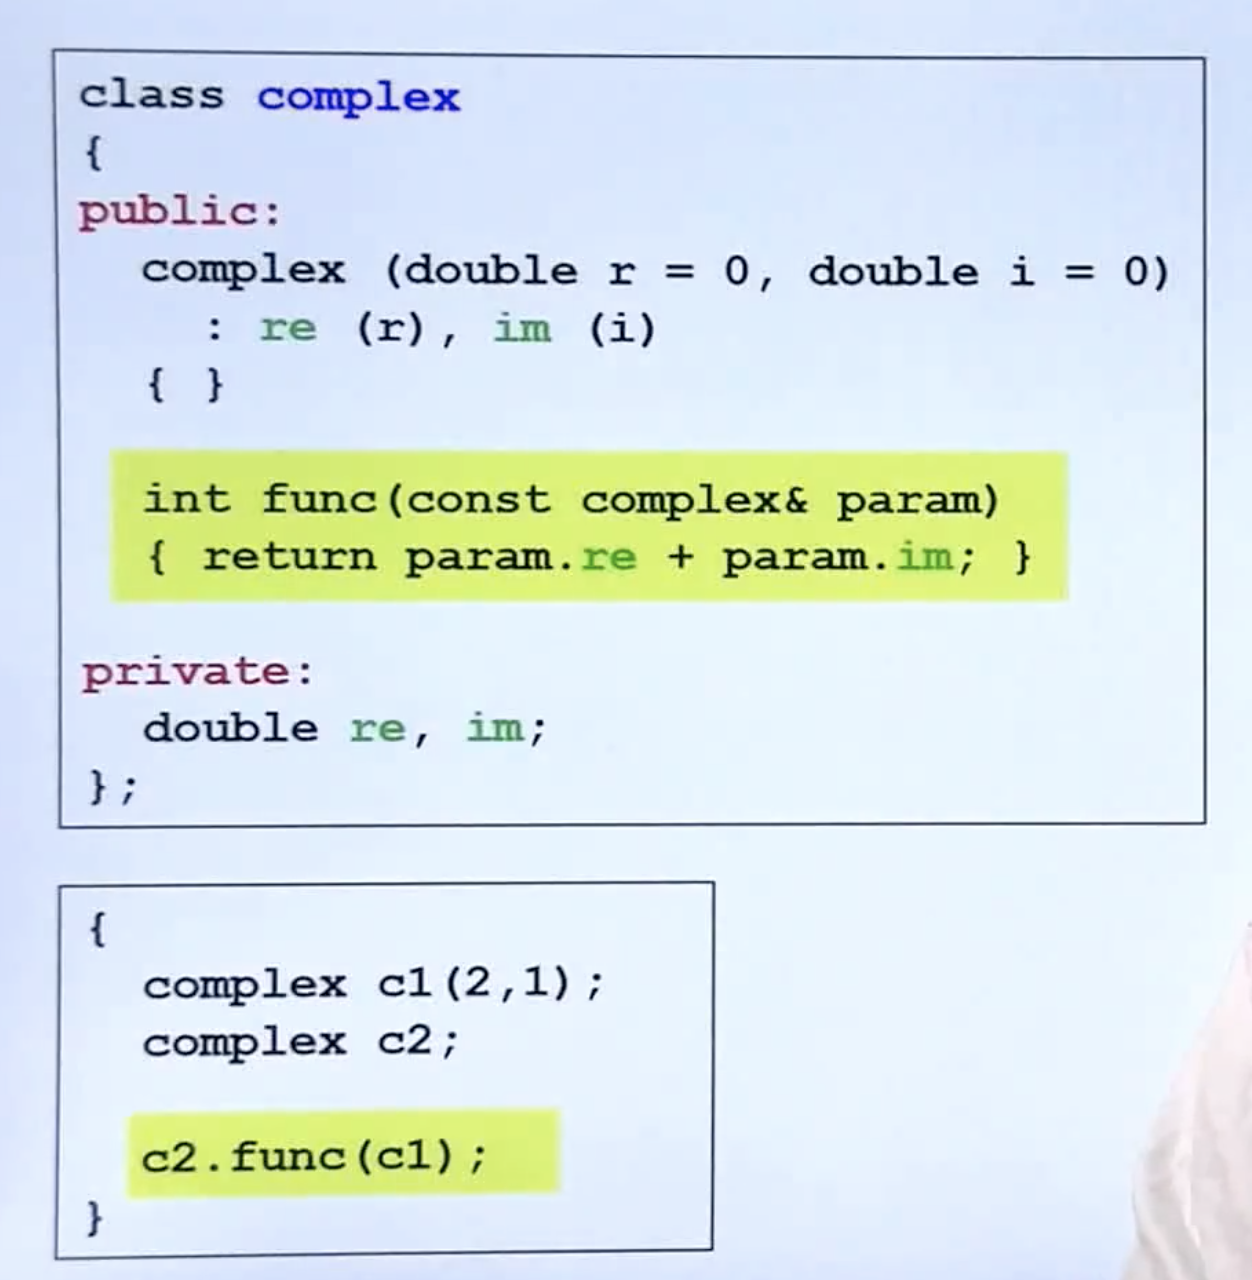 class complex
{
public:
complex (double r = 0, double i = 0)
: re (r), im (i)
{ }
int func(const complex& param)
{ return param.re + param.im; }
private:
double re, im;
};
{
complex c1(2,1);
complex c2;
c2.func(c1);
}